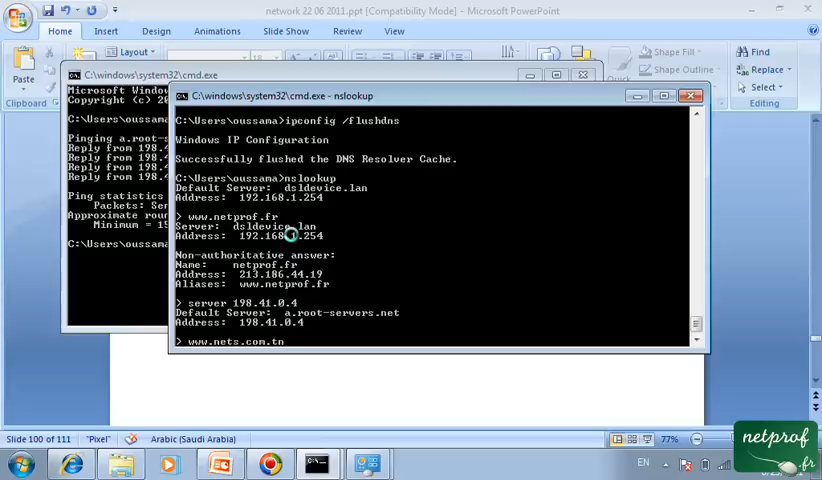 network 22 06 2011.ppt [Compatibility Mode] - Microsoft PowerPoint
Home Insert Design Animations Slide Show Review View
Paste
Clipboard
Layout
Shape Fill
Find
Replace
Editing
C:\windows\system32\cmd.exe
Microsoft Window
Copyright (c) 20
C:\Users\oussama
Pinging a.root-s
Reply from 198.4
Reply from 198.4
Reply from 198.4
Reply from 198.4
Ping statistics
Packets: Sen
Approximate roun
Minimum = 15
C:\Users\oussama
C:\windows\system32\cmd.exe - nslookup
C:\Users\oussama>ipconfig /flushdns
Windows IP Configuration
Successfully flushed the DNS Resolver Cache.
C:\Users\oussama>nslookup
Default Server: dsldevice.lan
Address: 192.168.1.254
> www.netprof.fr
Server: dsldevice.lan
Address: 192.168.1.254
Non-authoritative answer:
Name: netprof.fr
Address: 213.186.44.19
Aliases: www.netprof.fr
> server 198.41.0.4
Default Server: a.root-servers.net
Address: 198.41.0.4
> www.nets.com.tn
Slide 100 of 111 "Pixel" Arabic (Saudi Arabia) 77%
EN
netprof
.fr